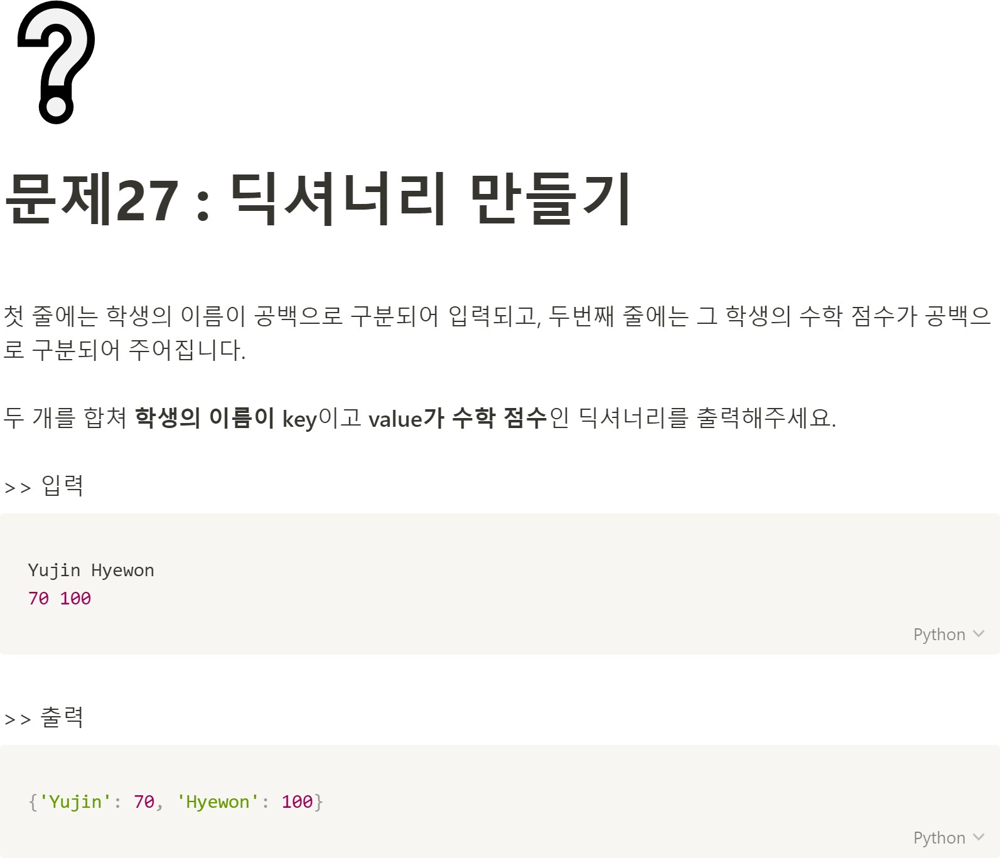 문제27 : 딕셔너리 만들기
첫 줄에는 학생의 이름이 공백으로 구분되어 입력되고, 두번째 줄에는 그 학생의 수학 점수가 공백으
로 구분되어 주어집니다.
두 개를 합쳐 학생의 이름이 key이고 value가 수학 점수인 딕셔너리를 출력해주세요.
>> 입력
Yujin Hyewon
70 100
Python
>> 출력
{'Yujin': 70, 'Hyewon': 100}
Python